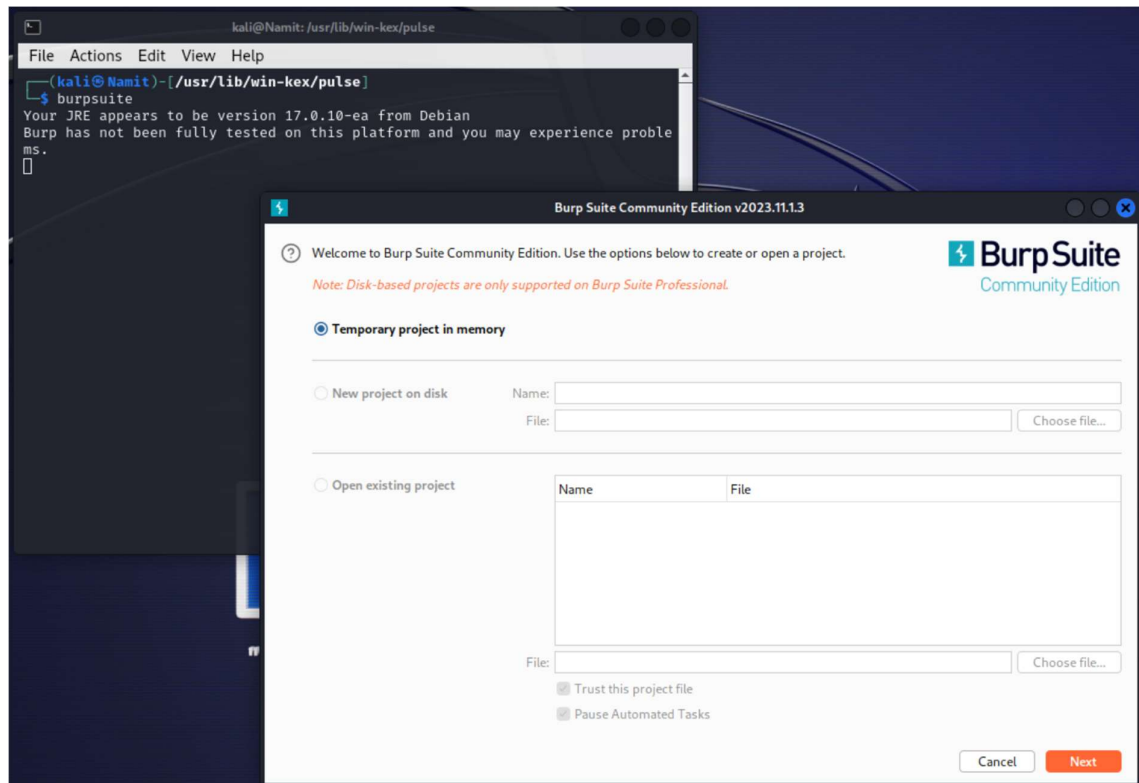 kali@Namit: /usr/lib/win-kex/pulse
File Actions Edit View Help
(kali㉿Namit)-[/usr/lib/win-kex/pulse]
$ burpsuite
Your JRE appears to be version 17.0.10-ea from Debian
Burp has not been fully tested on this platform and you may experience proble
ms.
Burp Suite Community Edition v2023.11.1.3
Welcome to Burp Suite Community Edition. Use the options below to create or open a project.
Note: Disk-based projects are only supported on Burp Suite Professional.
Burp Suite
Community Edition
Temporary project in memory
New project on disk
Name:
File:
Choose file...
Open existing project
Name File
File:
Choose file...
Trust this project file
Pause Automated Tasks
Cancel Next